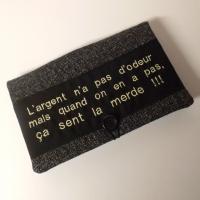 L'argent n'a pas d'odeur
mais quand on en a pas,
ça sent la merde !!!